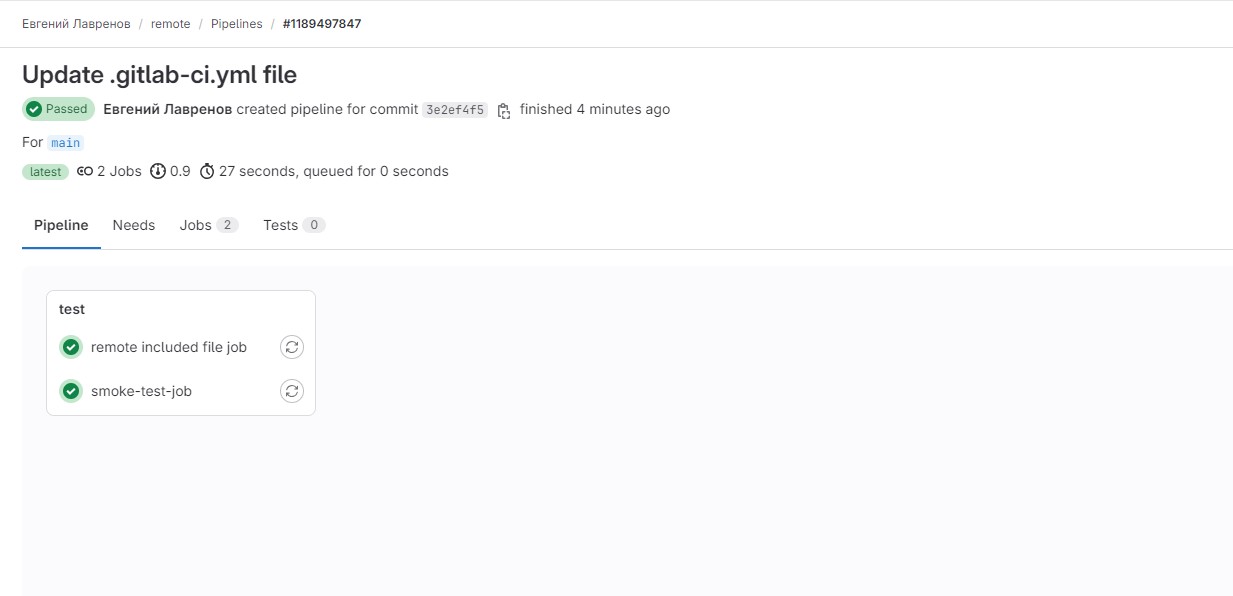 Евгений Лавренов / remote / Pipelines / #1189497847
Update .gitlab-ci.yml file
Passed Евгений Лавренов created pipeline for commit 3e2ef4f5 finished 4 minutes ago
For main
latest 2 Jobs 0.9 27 seconds, queued for 0 seconds
Pipeline Needs Jobs 2 Tests 0
test
remote included file job
smoke-test-job